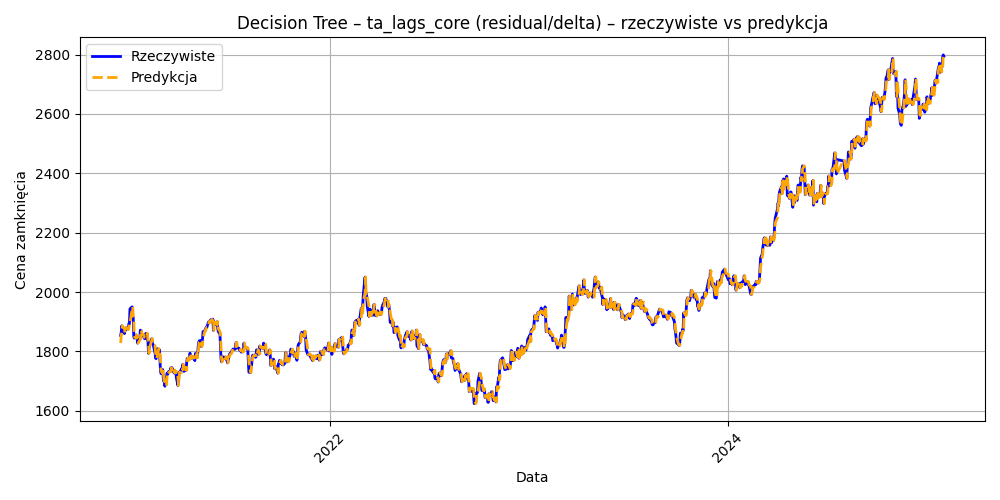 Decision Tree – ta_lags_core (residual/delta) – rzeczywiste vs predykcja
Rzeczywiste
Predykcja
2800
2600
2400
2200
2000
1800
1600
Cena zamknięcia
2022
2024
Data